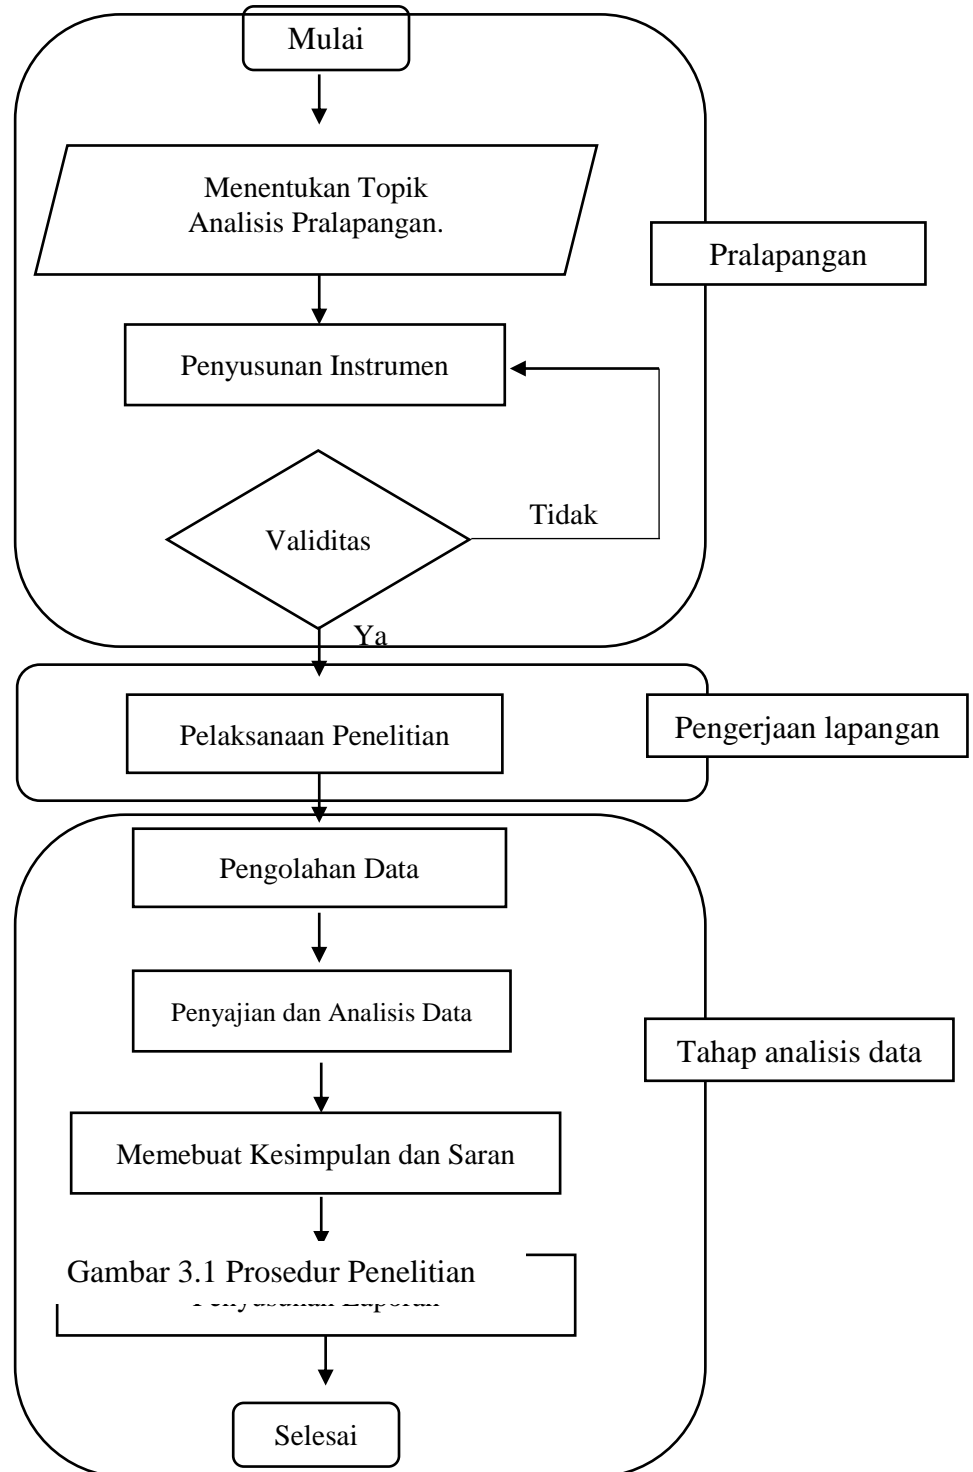 Mulai
Menentukan Topik
Analisis Pralapangan.
Pralapangan
Penyusunan Instrumen
Tidak
Validitas
Ya
Pelaksanaan Penelitian
Pengerjaan lapangan
Pengolahan Data
Penyajian dan Analisis Data
Tahap analisis data
Memebuat Kesimpulan dan Saran
Gambar 3.1 Prosedur Penelitian
Selesai